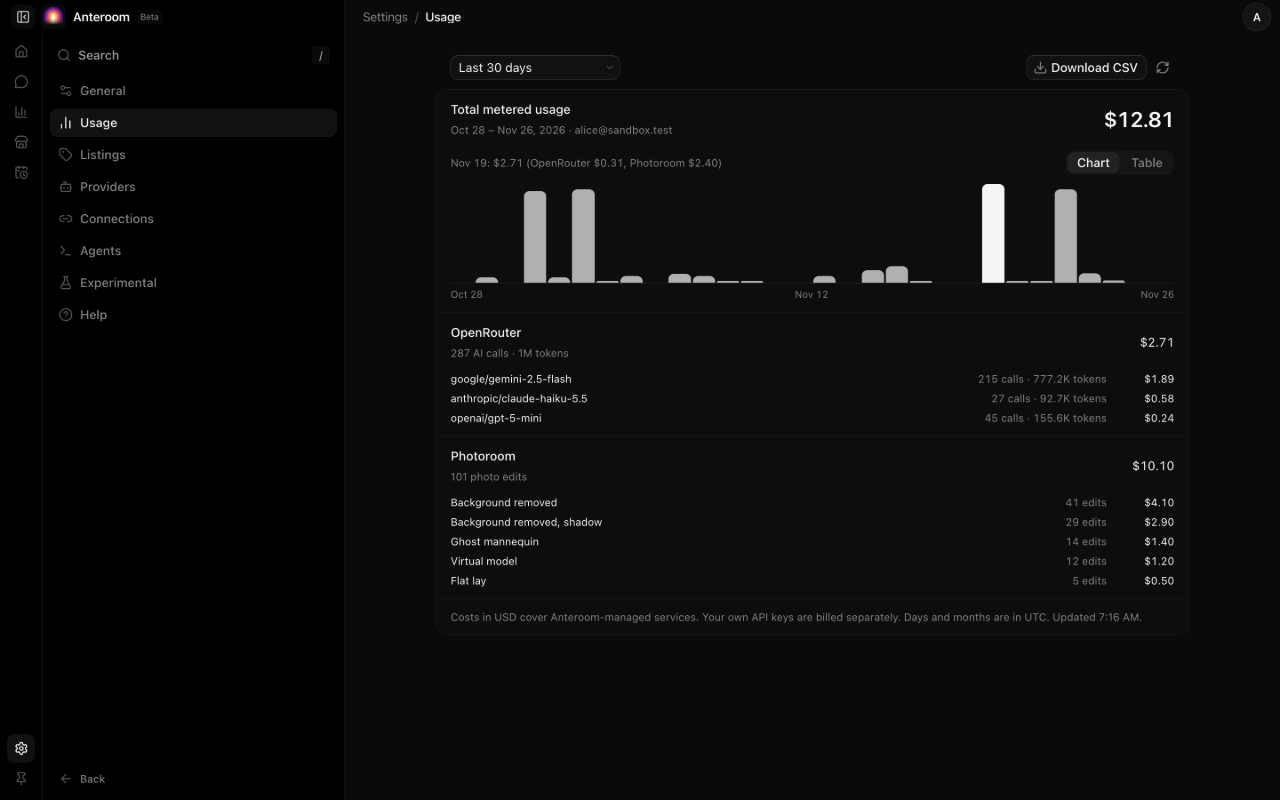 Anteroom Beta
Settings / Usage
A
Search /
General
Usage
Listings
Providers
Connections
Agents
Experimental
Help
Back
Last 30 days
Download CSV
Total metered usage
$12.81
Oct 28 – Nov 26, 2026 · alice@sandbox.test
Nov 19: $2.71 (OpenRouter $0.31, Photoroom $2.40)
Chart Table
Oct 28 Nov 12 Nov 26
OpenRouter
$2.71
287 AI calls · 1M tokens
google/gemini-2.5-flash 215 calls · 777.2K tokens $1.89
anthropic/claude-haiku-5.5 27 calls · 92.7K tokens $0.58
openai/gpt-5-mini 45 calls · 155.6K tokens $0.24
Photoroom
$10.10
101 photo edits
Background removed 41 edits $4.10
Background removed, shadow 29 edits $2.90
Ghost mannequin 14 edits $1.40
Virtual model 12 edits $1.20
Flat lay 5 edits $0.50
Costs in USD cover Anteroom-managed services. Your own API keys are billed separately. Days and months are in UTC. Updated 7:16 AM.